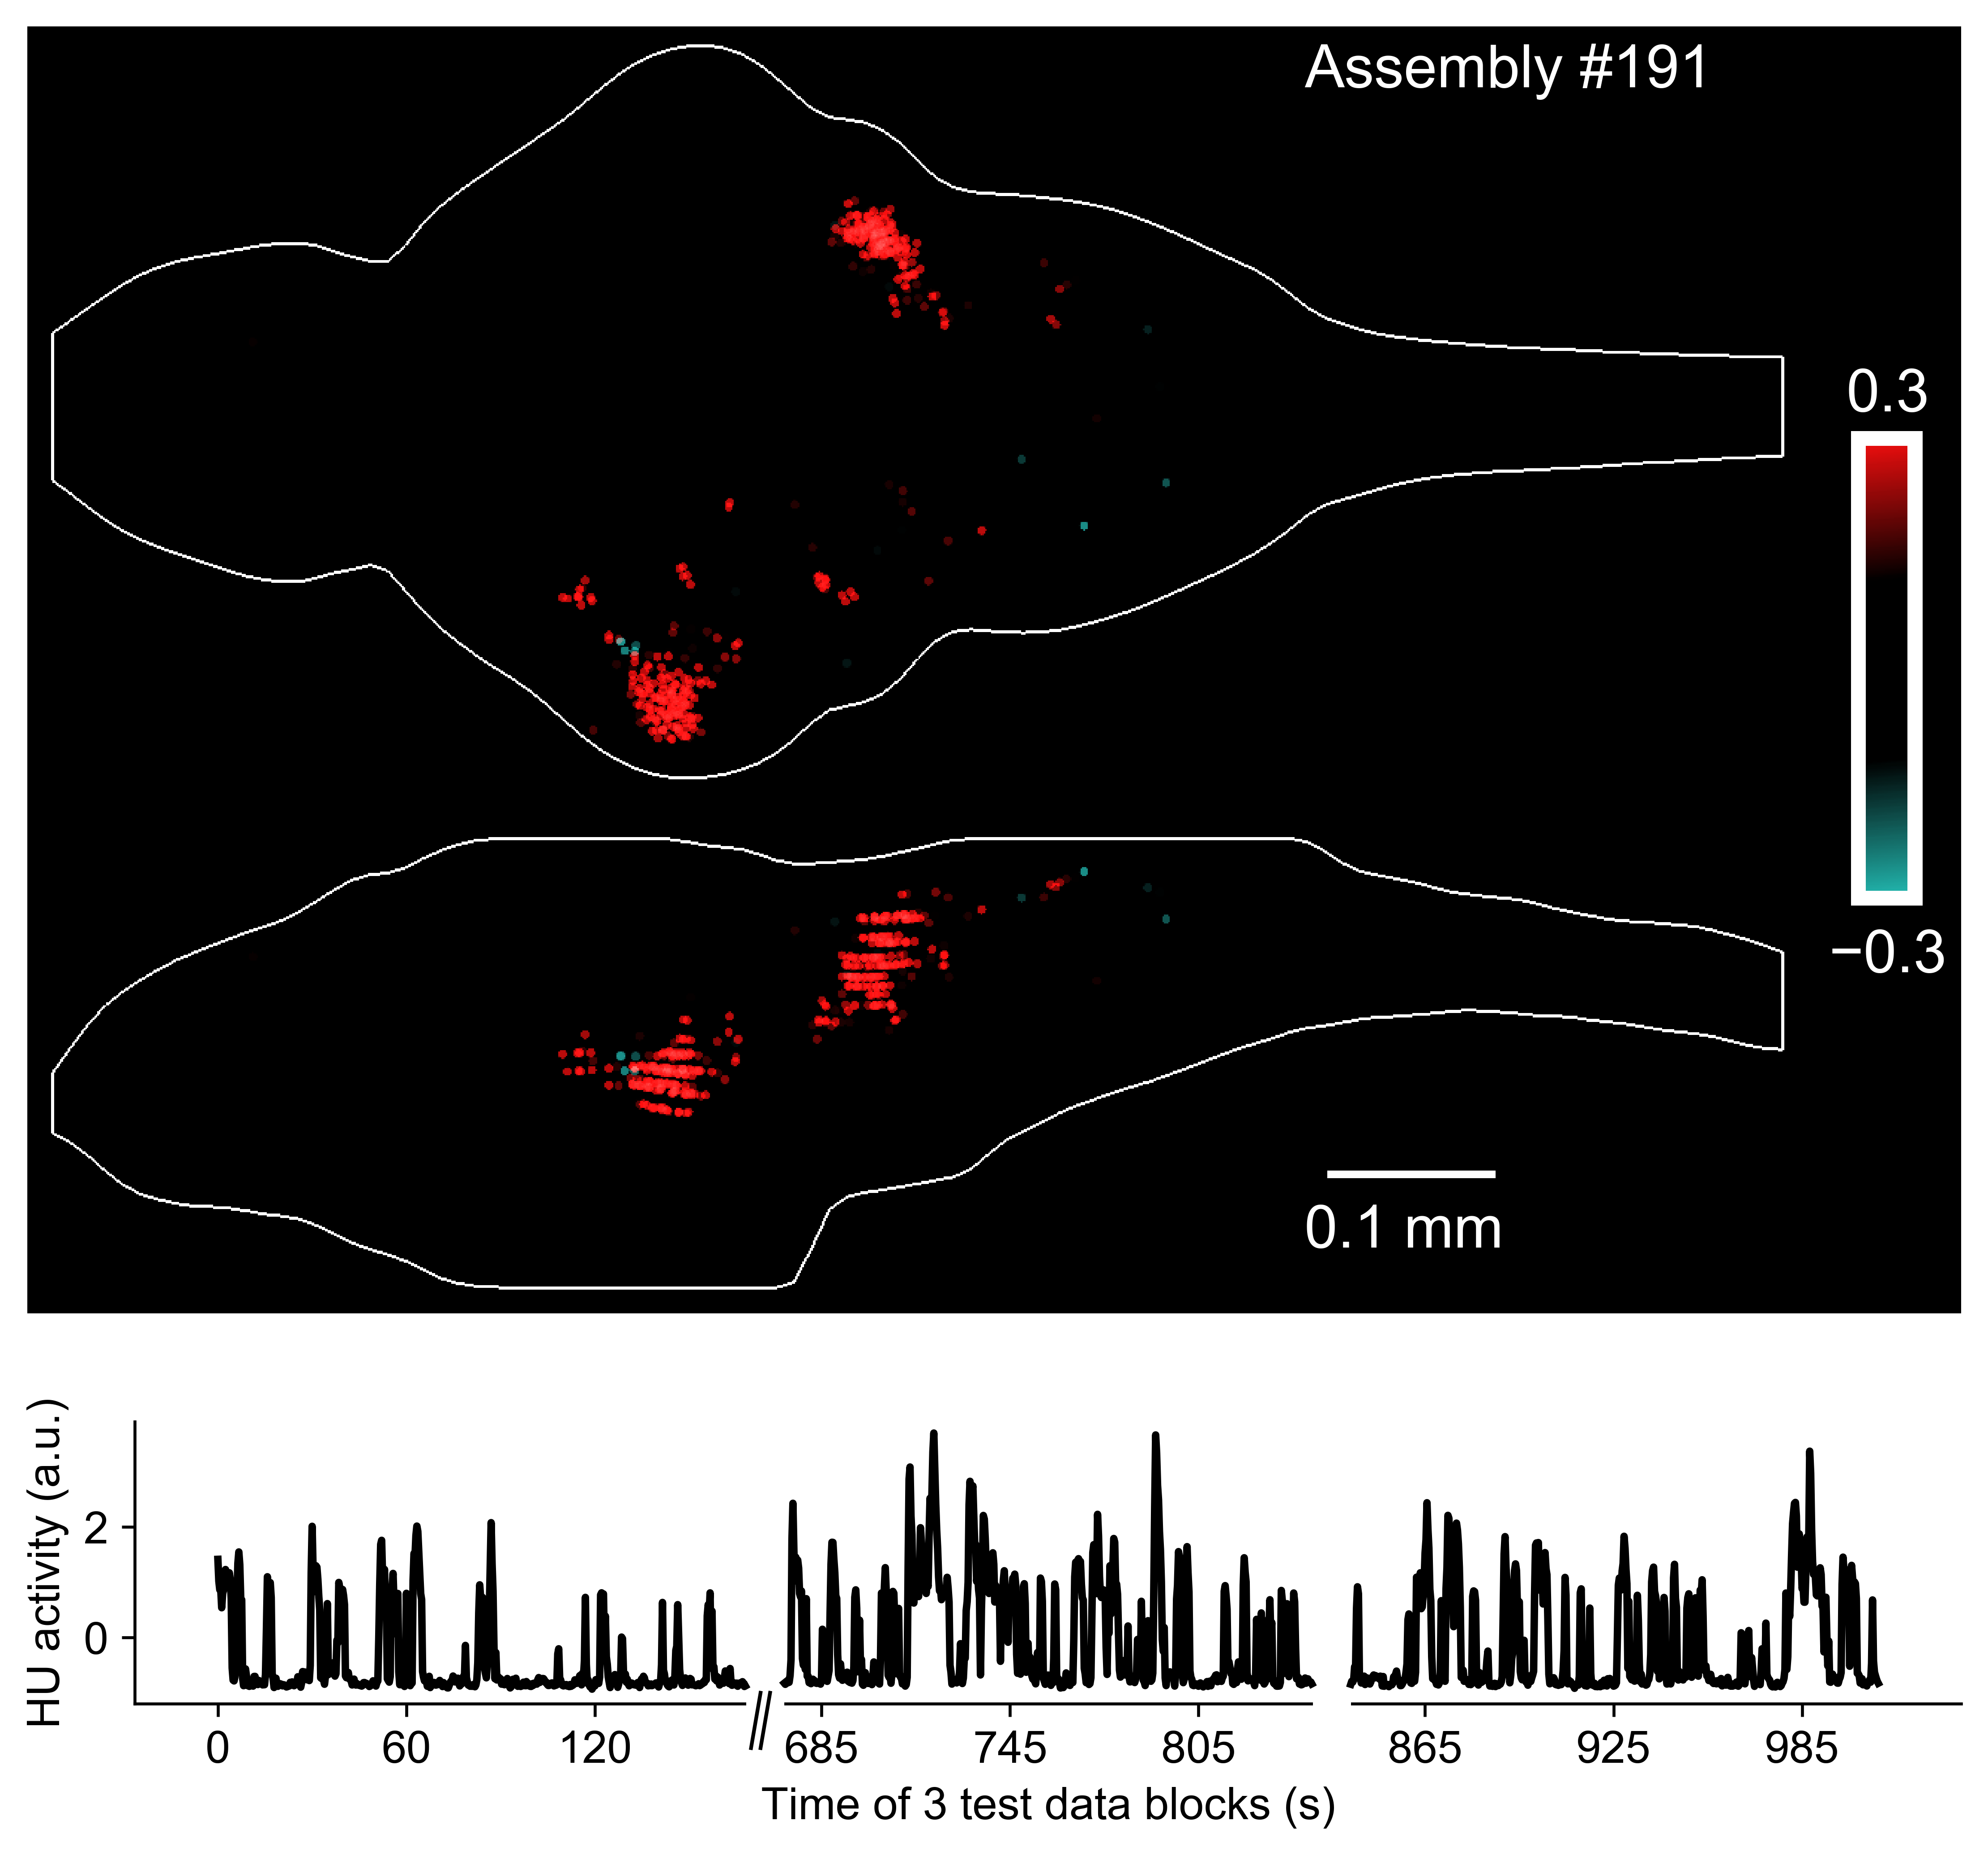 Assembly #191
0.3
−0.3
0.1 mm
HU activity (a.u.)
2
0
0 60 120 685 745 805 865 925 985
Time of 3 test data blocks (s)